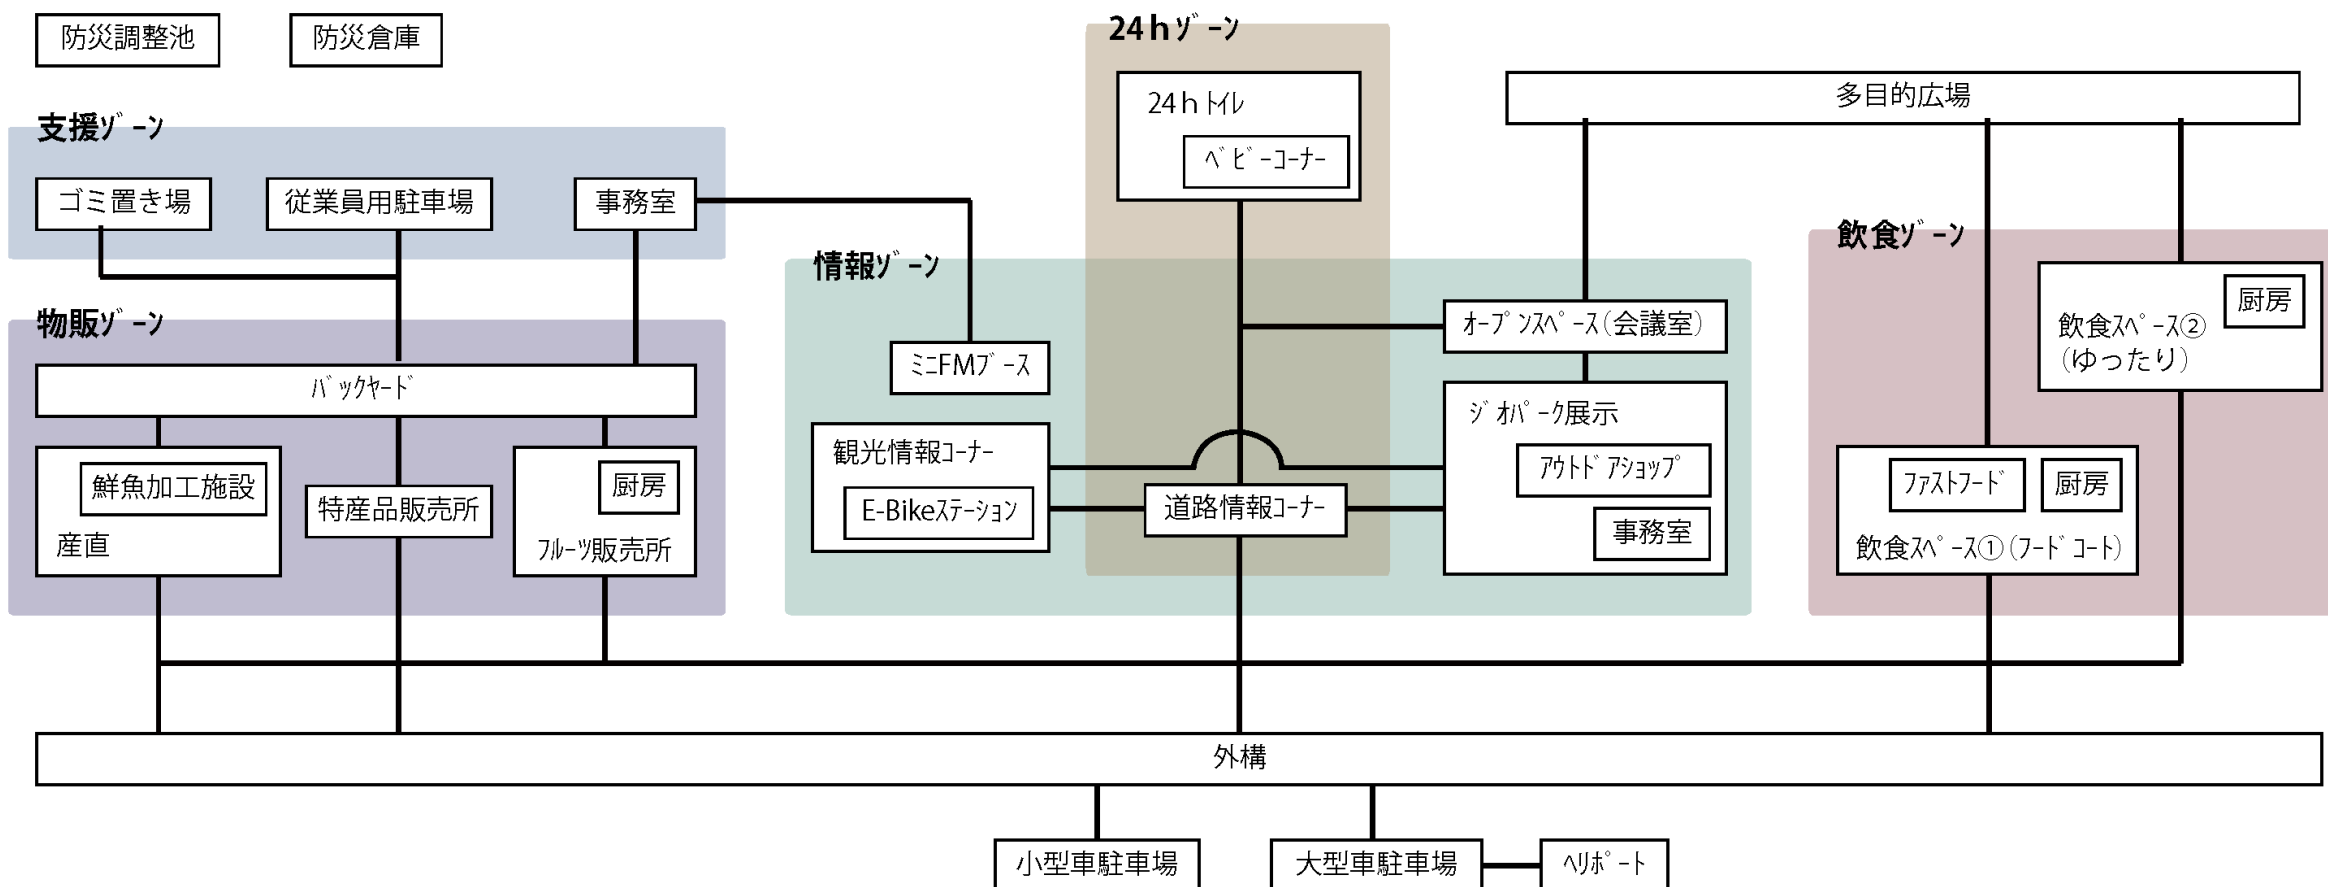 防災調整池
防災倉庫
24hｿﾞｰﾝ
24hﾄｲﾚ
ﾍﾞﾋﾞｰｺｰﾅｰ
多目的広場
支援ｿﾞｰﾝ
ゴミ置き場
従業員用駐車場
事務室
飲食ｿﾞｰﾝ
情報ｿﾞｰﾝ
厨房
飲食ｽﾍﾟｰｽ②
（ゆったり）
物販ｿﾞｰﾝ
ｵｰﾌﾟﾝｽﾍﾟｰｽ（会議室）
ﾐﾆFMﾌﾞｰｽ
ﾊﾞｯｸﾔｰﾄﾞ
ｼﾞｵﾊﾟｰｸ展示
ｱｳﾄﾄﾞｱｼｮｯﾌﾟ
事務室
観光情報ｺｰﾅｰ
E-Bikeｽﾃｰｼｮﾝ
道路情報ｺｰﾅｰ
鮮魚加工施設
産直
特産品販売所
厨房
ﾌﾙｰﾂ販売所
ﾌｧｽﾄﾌｰﾄﾞ
厨房
飲食ｽﾍﾟｰｽ①（ﾌｰﾄﾞｺｰﾄ）
外構
小型車駐車場
大型車駐車場
ﾍﾘﾎﾟｰﾄ